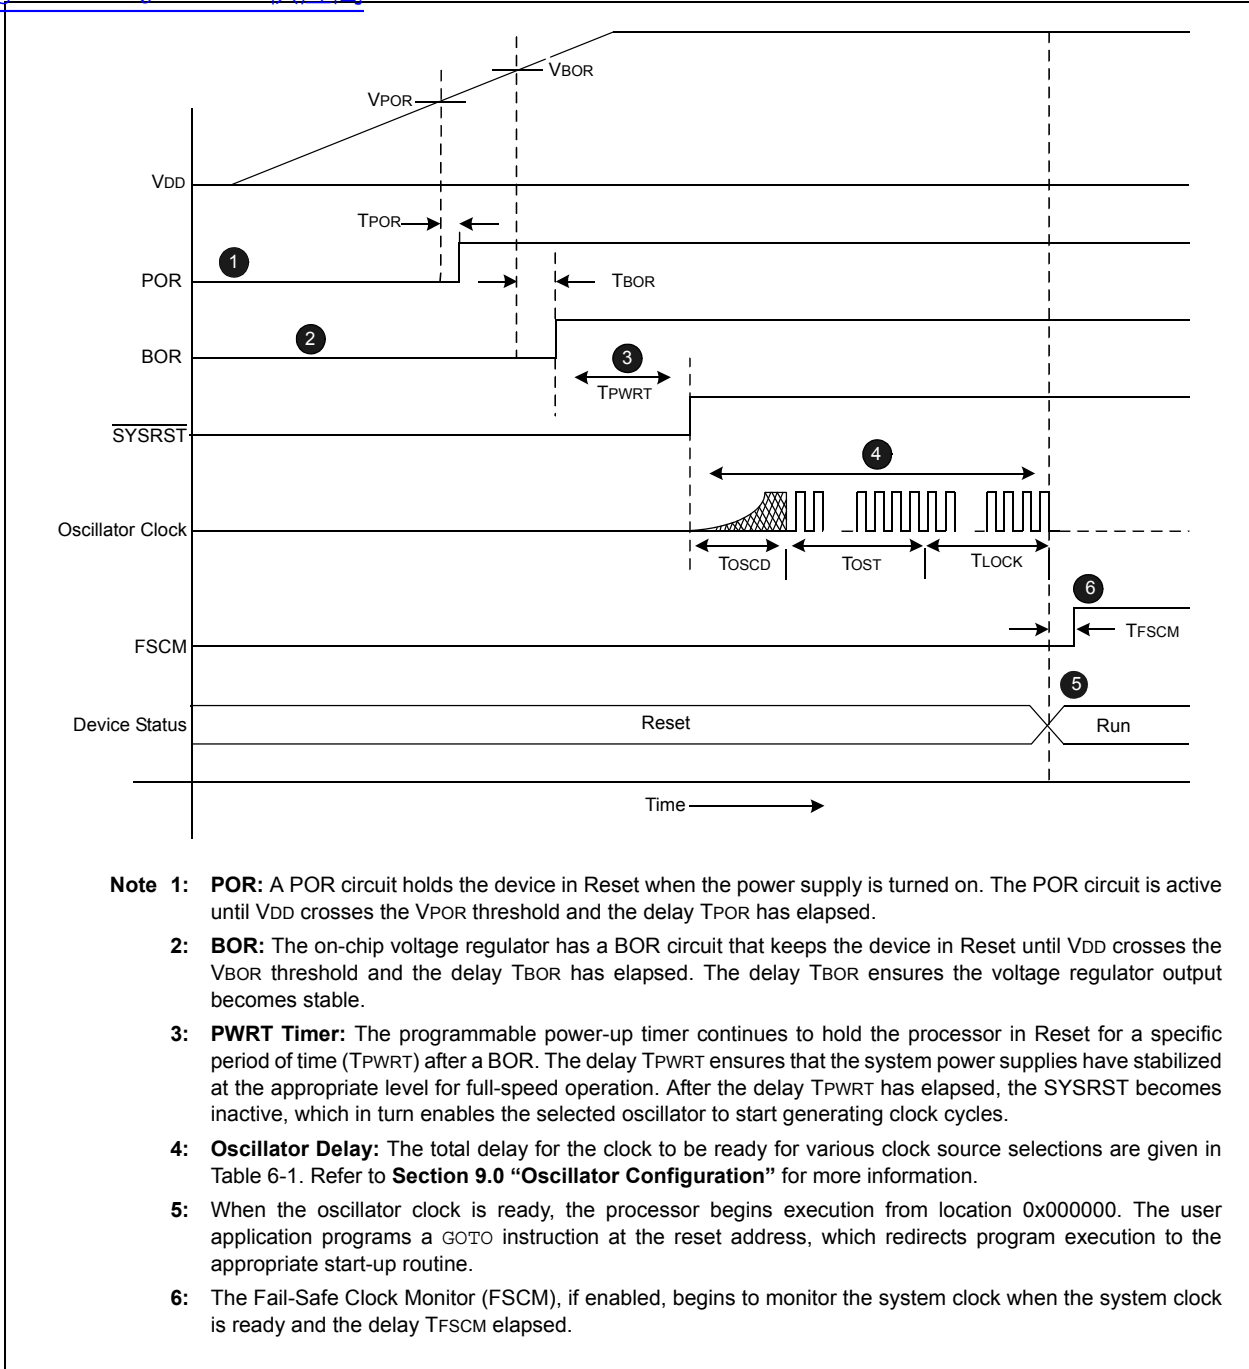 VBOR
VPOR
VDD
TPOR
1
POR
TBOR
2
BOR
3
TPWRT
SYSRST
4
Oscillator Clock
TOSCD
TOST
TLOCK
6
TFSCM
FSCM
5
Device Status
Reset
Run
Time
Note 1: POR: A POR circuit holds the device in Reset when the power supply is turned on. The POR circuit is active
until VDD crosses the VPOR threshold and the delay TPOR has elapsed.
2: BOR: The on-chip voltage regulator has a BOR circuit that keeps the device in Reset until VDD crosses the
VBOR threshold and the delay TBOR has elapsed. The delay TBOR ensures the voltage regulator output
becomes stable.
3: PWRT Timer: The programmable power-up timer continues to hold the processor in Reset for a specific
period of time (TPWRT) after a BOR. The delay TPWRT ensures that the system power supplies have stabilized
at the appropriate level for full-speed operation. After the delay TPWRT has elapsed, the SYSRST becomes
inactive, which in turn enables the selected oscillator to start generating clock cycles.
4: Oscillator Delay: The total delay for the clock to be ready for various clock source selections are given in
Table 6-1. Refer to Section 9.0 “Oscillator Configuration” for more information.
5: When the oscillator clock is ready, the processor begins execution from location 0x000000. The user
application programs a GOTO instruction at the reset address, which redirects program execution to the
appropriate start-up routine.
6: The Fail-Safe Clock Monitor (FSCM), if enabled, begins to monitor the system clock when the system clock
is ready and the delay TFSCM elapsed.